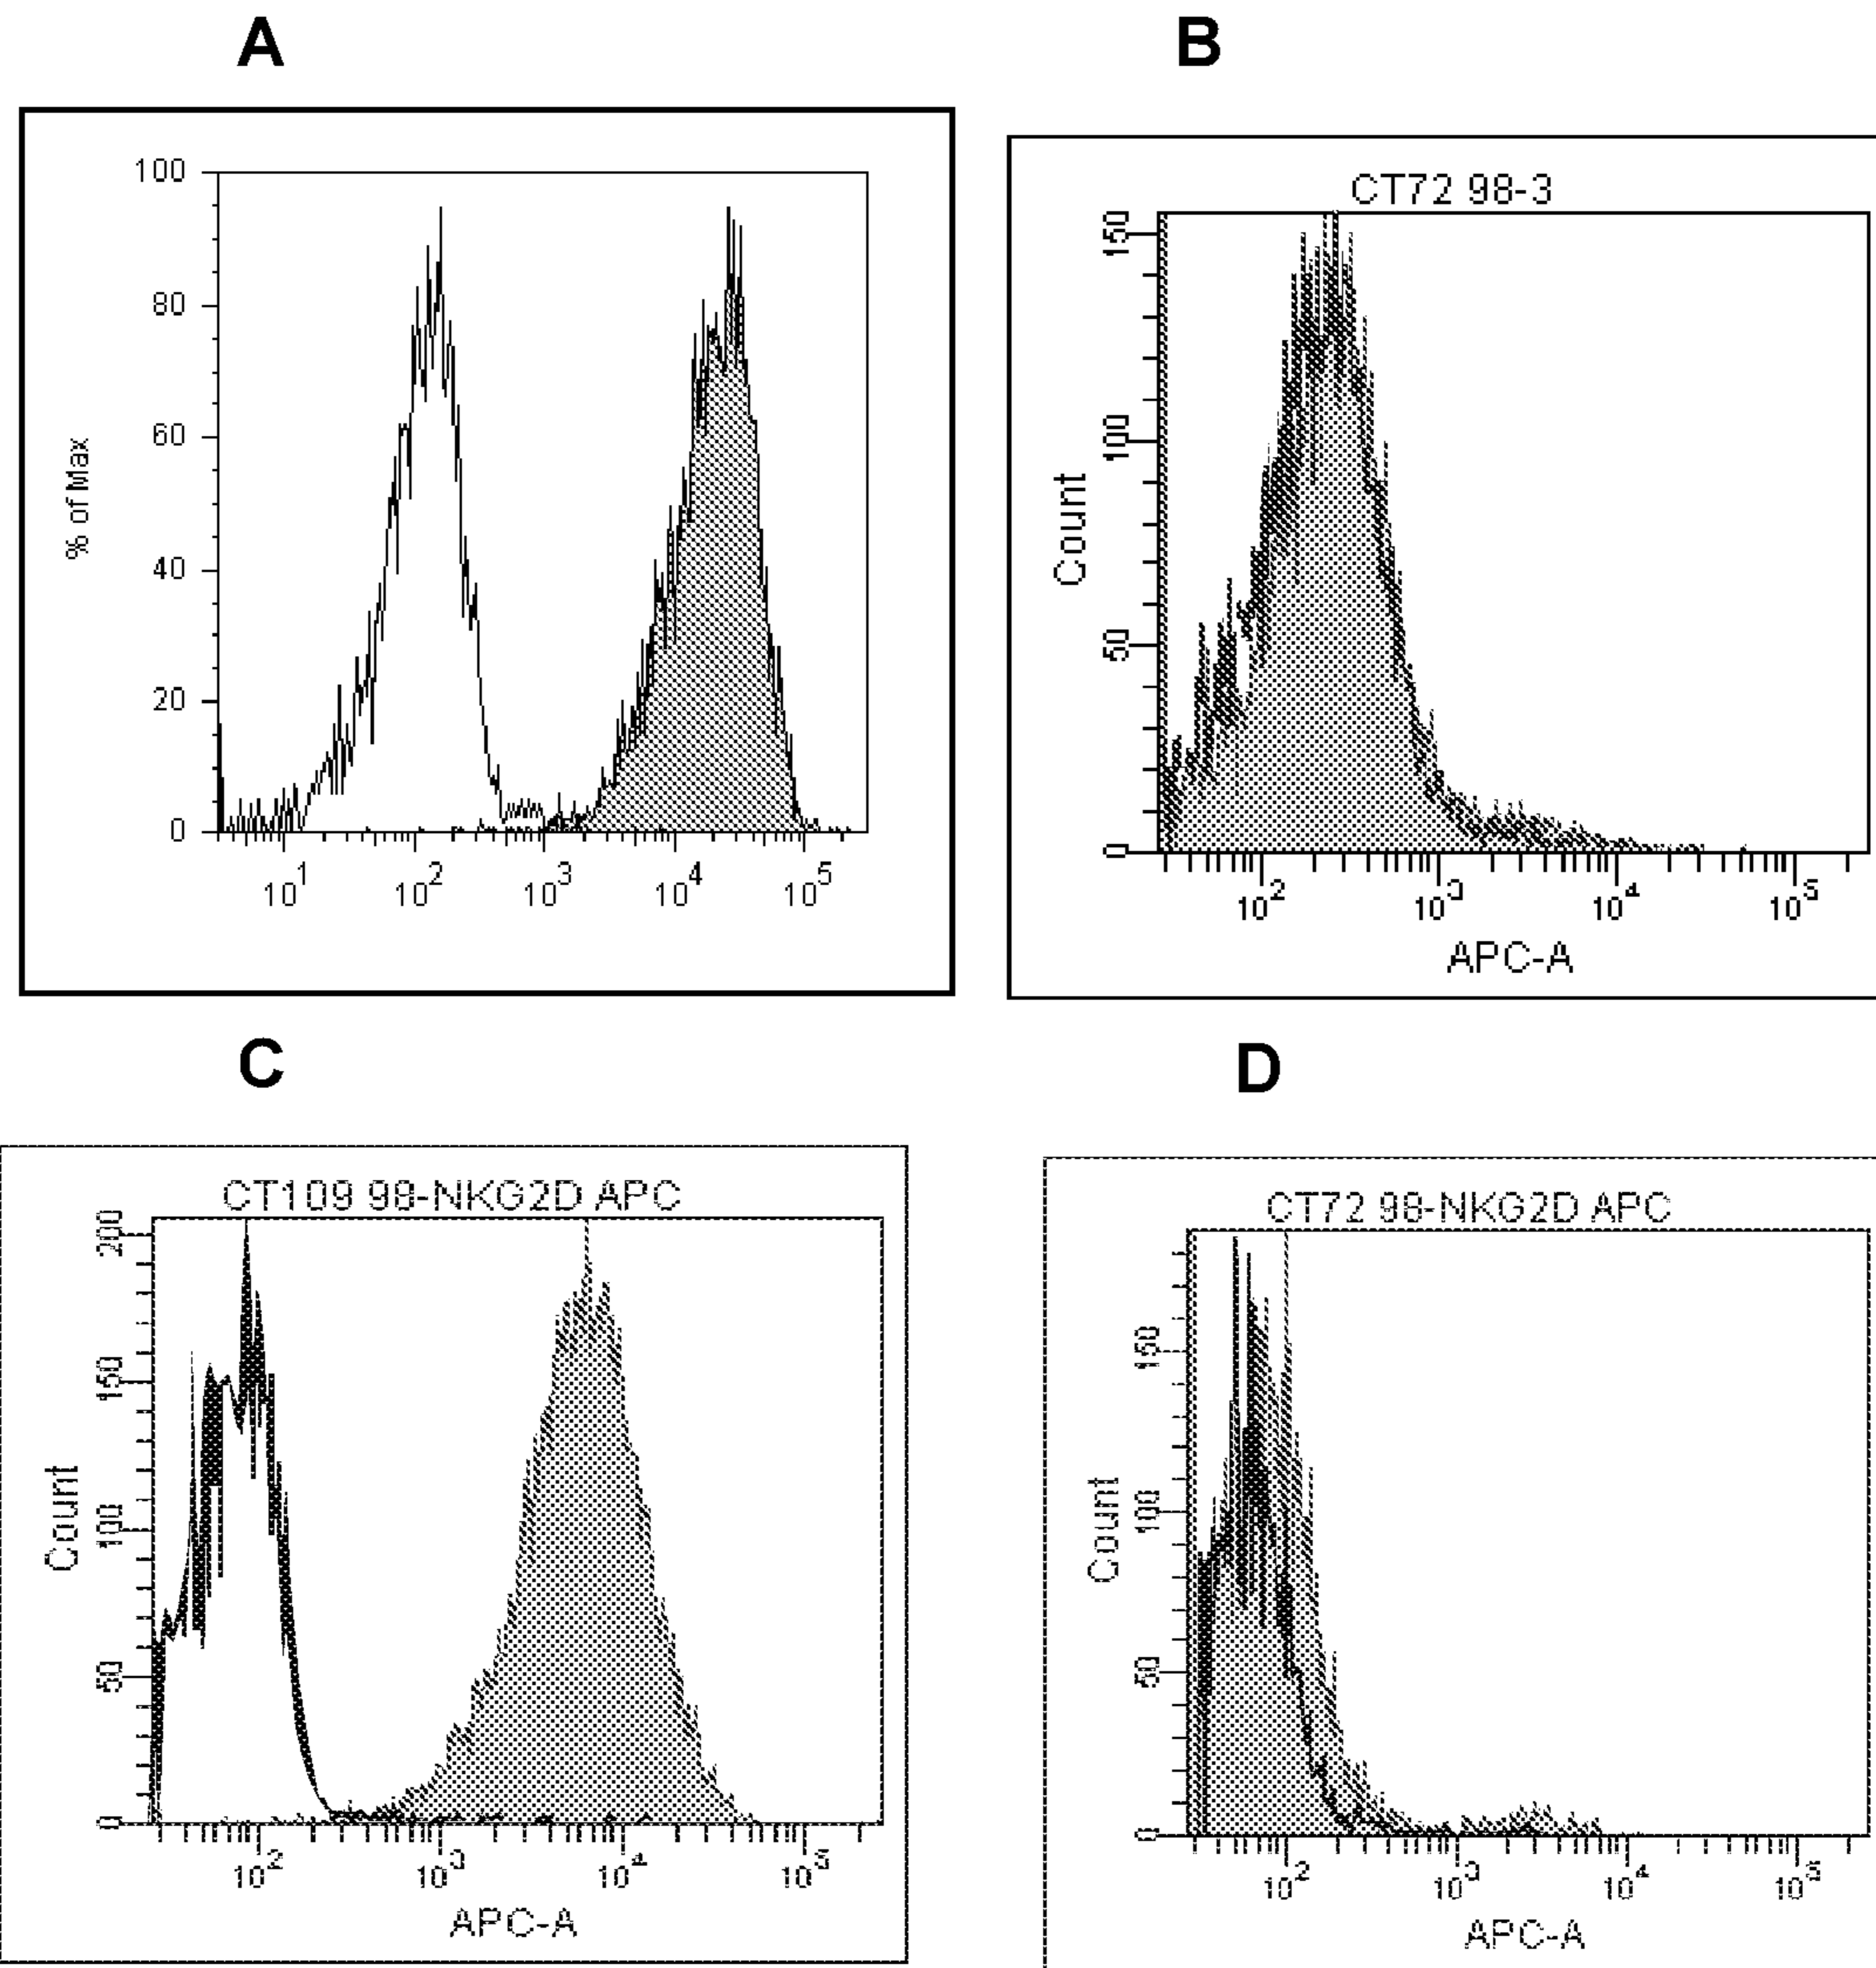 A
B
100
80
60
40
20
0
% of Max
10^1 10^2 10^3 10^4 10^5
CT72 98-3
150
100
50
0
Count
10^2 10^3 10^4 10^5
APC-A
C
D
CT109 98-NKG2D APC
200
150
100
50
0
Count
10^2 10^3 10^4 10^5
APC-A
CT72 98-NKG2D APC
150
100
50
0
Count
10^2 10^3 10^4 10^5
APC-A